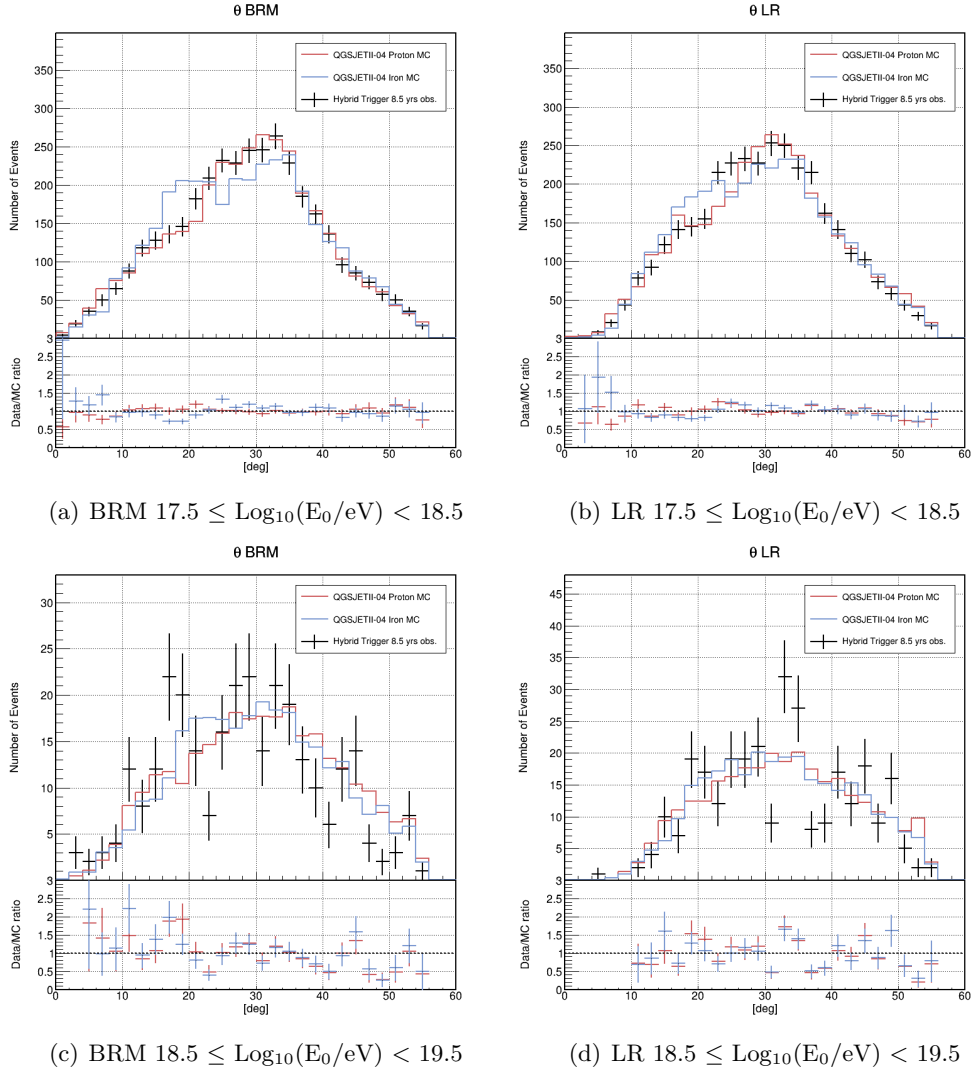 θ BRM
Number of Events
350
300
250
200
150
100
50
3
QGSJETII-04 Proton MC
QGSJETII-04 Iron MC
Hybrid Trigger 8.5 yrs obs.
Data/MC ratio
2.5
2
1.5
1
0.5
0
0 10 20 30 40 50 60
[deg]
(a) BRM 17.5 ≤ Log₁₀(E₀/eV) < 18.5
θ LR
Number of Events
350
300
250
200
150
100
50
3
QGSJETII-04 Proton MC
QGSJETII-04 Iron MC
Hybrid Trigger 8.5 yrs obs.
Data/MC ratio
2.5
2
1.5
1
0.5
0
0 10 20 30 40 50 60
[deg]
(b) LR 17.5 ≤ Log₁₀(E₀/eV) < 18.5
θ BRM
Number of Events
30
25
20
15
10
5
3
QGSJETII-04 Proton MC
QGSJETII-04 Iron MC
Hybrid Trigger 8.5 yrs obs.
Data/MC ratio
2.5
2
1.5
1
0.5
0
0 10 20 30 40 50 60
[deg]
(c) BRM 18.5 ≤ Log₁₀(E₀/eV) < 19.5
θ LR
Number of Events
45
40
35
30
25
20
15
10
5
3
QGSJETII-04 Proton MC
QGSJETII-04 Iron MC
Hybrid Trigger 8.5 yrs obs.
Data/MC ratio
2.5
2
1.5
1
0.5
0
0 10 20 30 40 50 60
[deg]
(d) LR 18.5 ≤ Log₁₀(E₀/eV) < 19.5